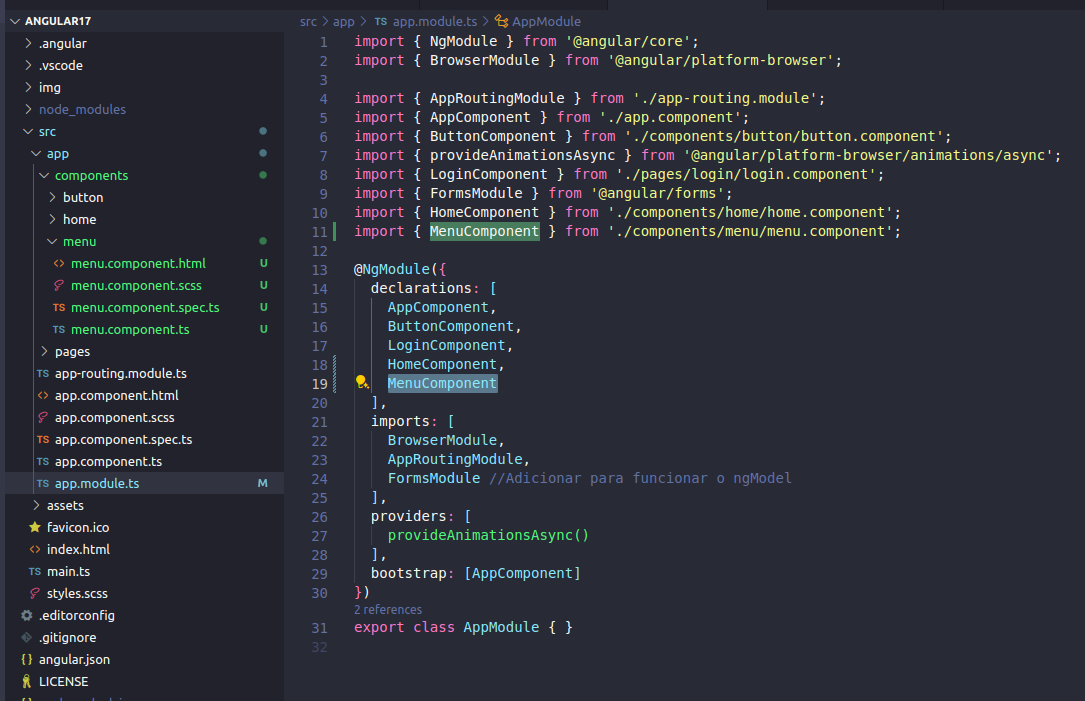 ANGULAR17
.angular
.vscode
img
node_modules
src
app
components
button
home
menu
menu.component.html U
menu.component.scss U
TS menu.component.spec.ts U
TS menu.component.ts U
pages
TS app-routing.module.ts
app.component.html
app.component.scss
TS app.component.spec.ts
TS app.component.ts
TS app.module.ts M
assets
favicon.ico
index.html
TS main.ts
styles.scss
.editorconfig
.gitignore
{} angular.json
LICENSE
src > app > TS app.module.ts > AppModule
1 import { NgModule } from '@angular/core';
2 import { BrowserModule } from '@angular/platform-browser';
3
4 import { AppRoutingModule } from './app-routing.module';
5 import { AppComponent } from './app.component';
6 import { ButtonComponent } from './components/button/button.component';
7 import { provideAnimationsAsync } from '@angular/platform-browser/animations/async';
8 import { LoginComponent } from './pages/login/login.component';
9 import { FormsModule } from '@angular/forms';
10 import { HomeComponent } from './components/home/home.component';
11 import { MenuComponent } from './components/menu/menu.component';
12
13 @NgModule({
14 declarations: [
15 AppComponent,
16 ButtonComponent,
17 LoginComponent,
18 HomeComponent,
19 MenuComponent
20 ],
21 imports: [
22 BrowserModule,
23 AppRoutingModule,
24 FormsModule //Adicionar para funcionar o ngModel
25 ],
26 providers: [
27 provideAnimationsAsync()
28 ],
29 bootstrap: [AppComponent]
30 })
2 references
31 export class AppModule { }
32